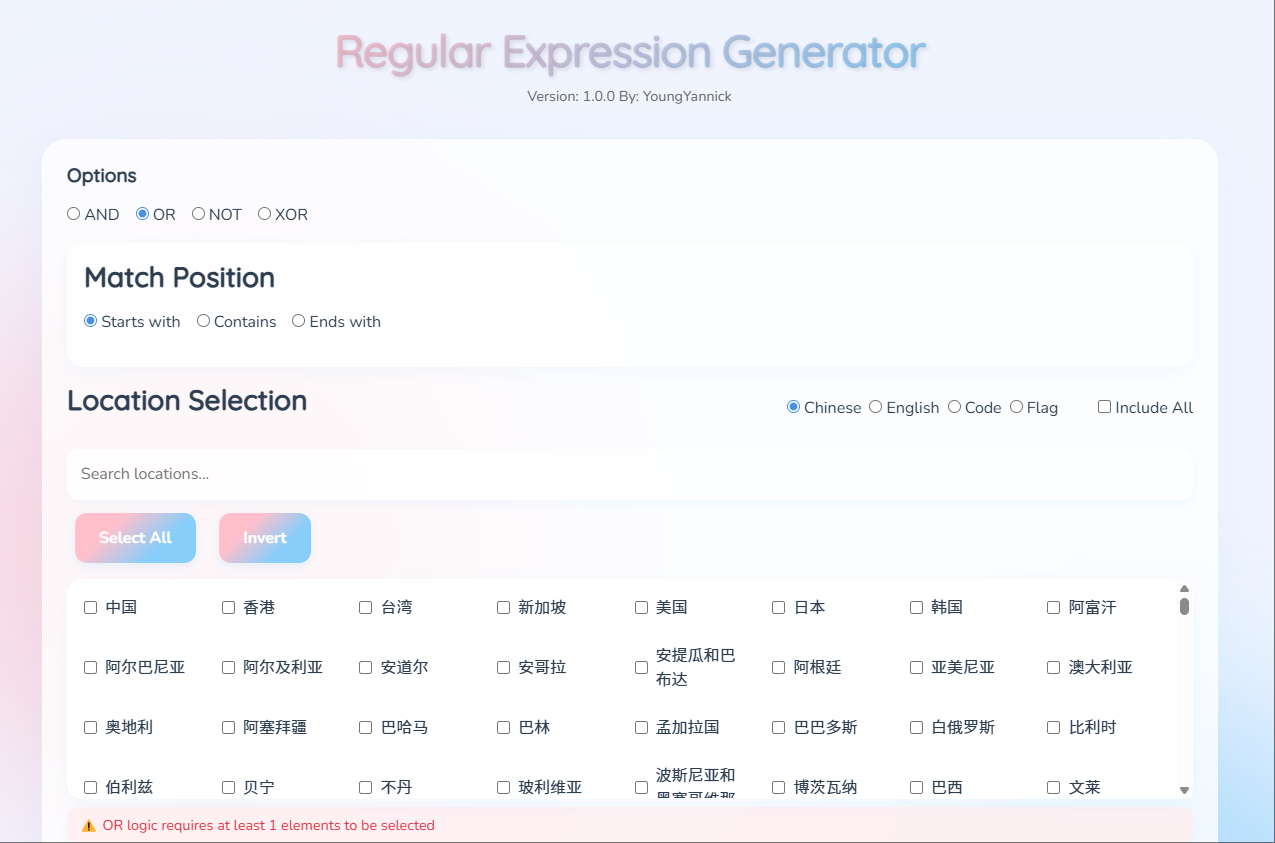 Regular Expression Generator
Version: 1.0.0 By: YoungYannick
Options
AND OR NOT XOR
Match Position
Starts with Contains Ends with
Location Selection
Chinese English Code Flag Include All
Search locations...
Select All Invert
中国 香港 台湾 新加坡 美国 日本 韩国 阿富汗
阿尔巴尼亚 阿尔及利亚 安道尔 安哥拉 安提瓜和巴 阿根廷 亚美尼亚 澳大利亚
布达
奥地利 阿塞拜疆 巴哈马 巴林 孟加拉国 巴巴多斯 白俄罗斯 比利时
伯利兹 贝宁 不丹 玻利维亚 波斯尼亚和 博茨瓦纳 巴西 文莱
OR logic requires at least 1 elements to be selected